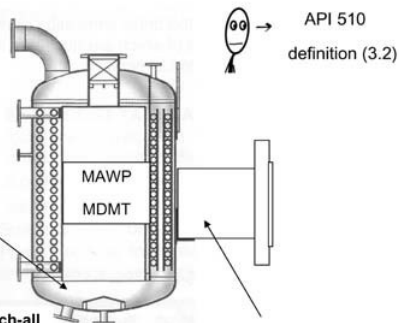 API 510
definition (3.2)
MAWP
MDMT
ch-all